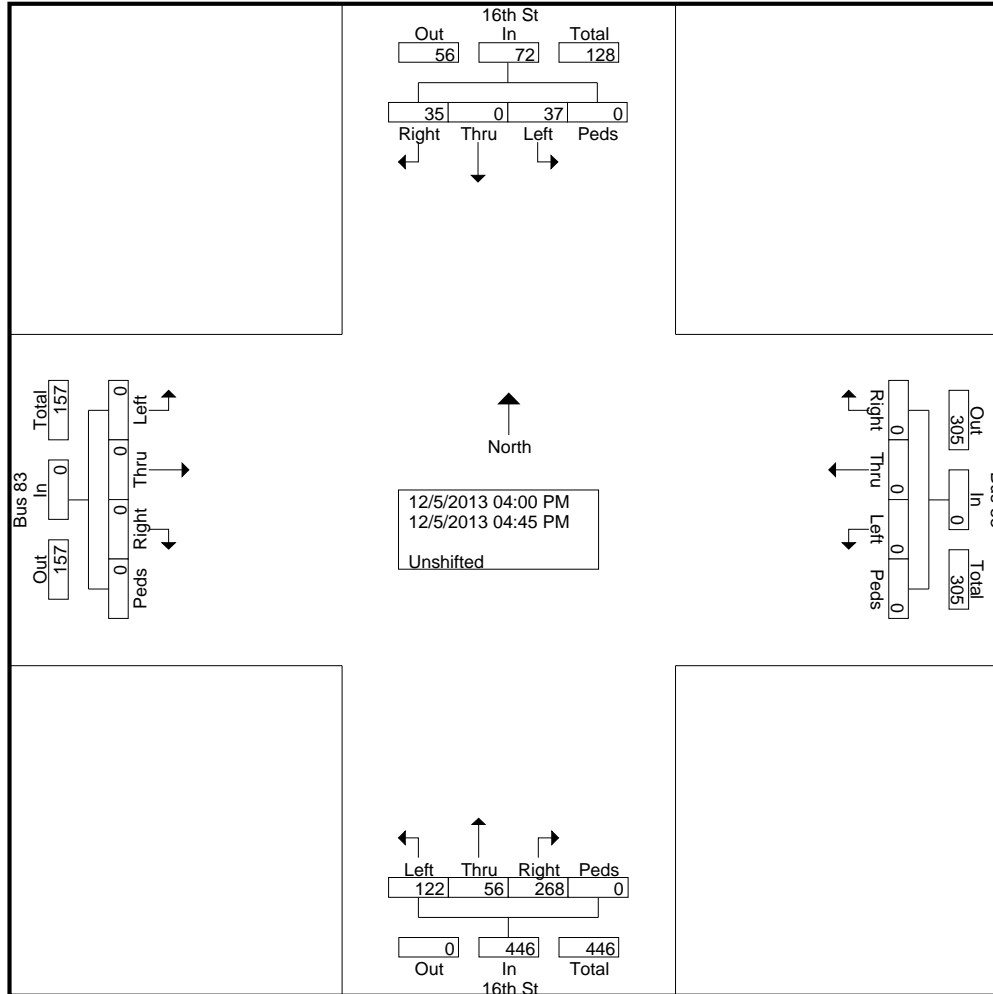 16th St
Out In Total
56 72 128
35 0 37 0
Right Thru Left Peds
Bus 83
Total In Out
157 0 157
0 0 0 0
Left Thru Right Peds
North
12/5/2013 04:00 PM
12/5/2013 04:45 PM
Unshifted
Right Thru Left Peds
0 0 0 0
Out In Total
305 0 305
Left Thru Right Peds
122 56 268 0
0 446 446
Out In Total
16th St